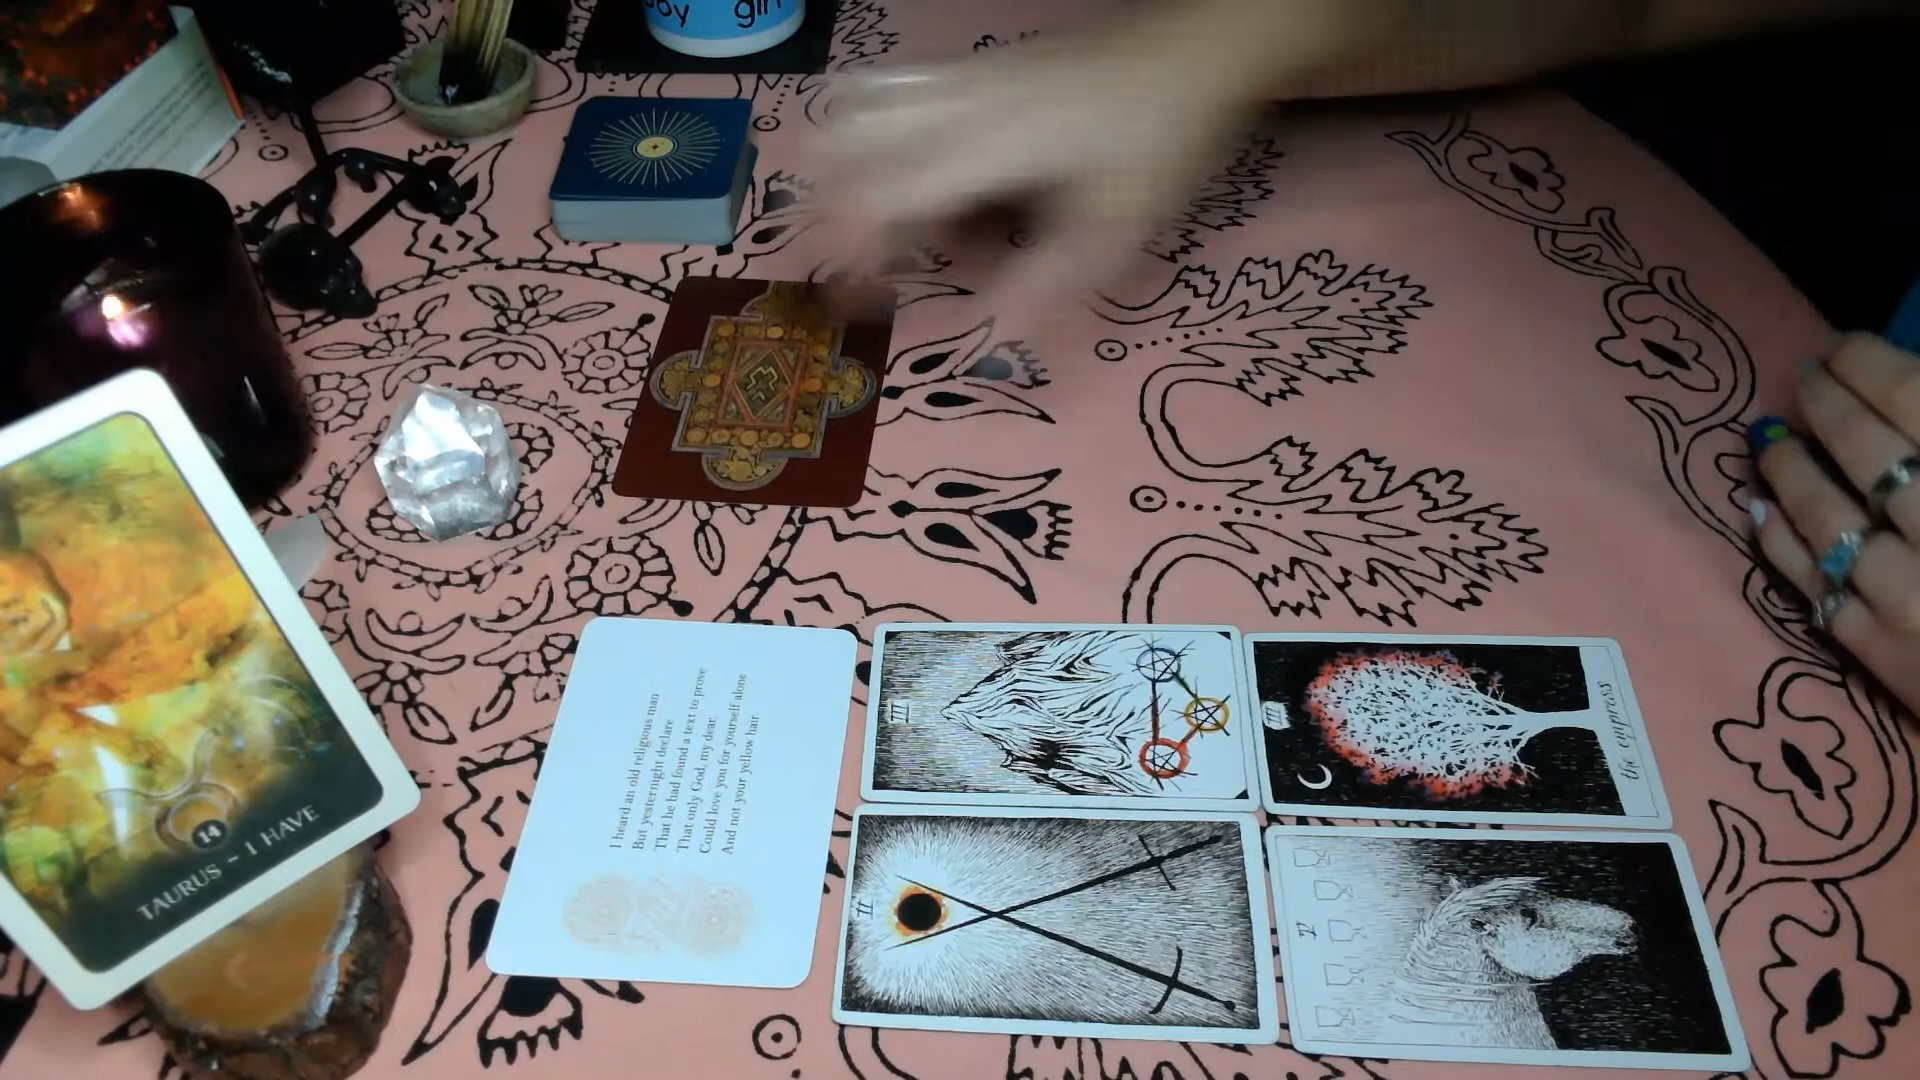 by girl
14
TAURUS - I HAVE
I heard an old religious man
But yesternight declare
That he had found a text to prove
That only God, my dear,
Could love you for yourself alone
And not your yellow hair
III
III
the empress
II
V